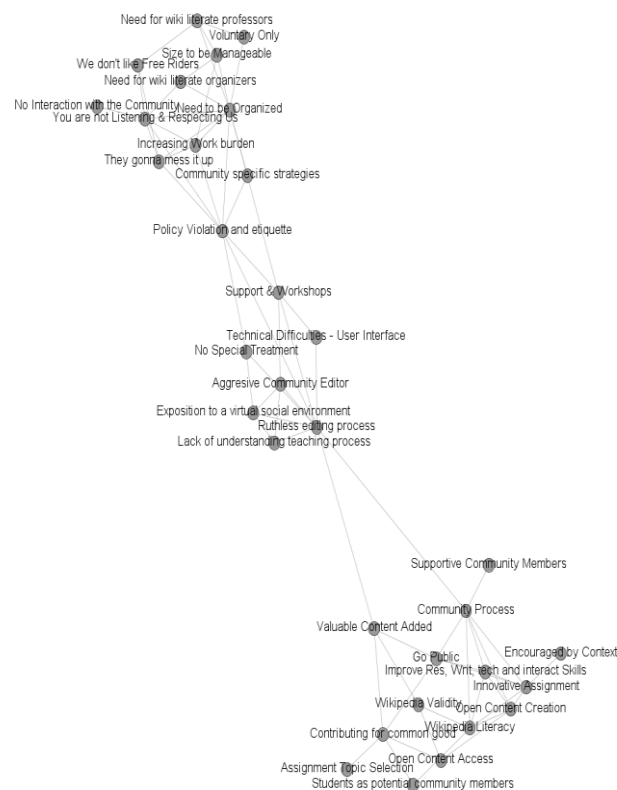 Need for wiki literate professors
Voluntary Only
Size to be Manageable
We don't like Free Riders
Need for wiki literate organizers
No Interaction with the Community
Need to be Organized
You are not Listening & Respecting Us
Increasing Work burden
They gonna mess it up
Community specific strategies
Policy Violation and etiquette
Support & Workshops
Technical Difficulties - User Interface
No Special Treatment
Aggresive Community Editor
Exposition to a virtual social environment
Ruthless editing process
Lack of understanding teaching process
Supportive Community Members
Community Process
Valuable Content Added
Encouraged by Context
Go Public
Improve Res, Writ, tech and interact Skills
Innovative Assignment
Wikipedia Validity
Open Content Creation
Wikipedia Literacy
Contributing for common good
Open Content Access
Assignment Topic Selection
Students as potential community members